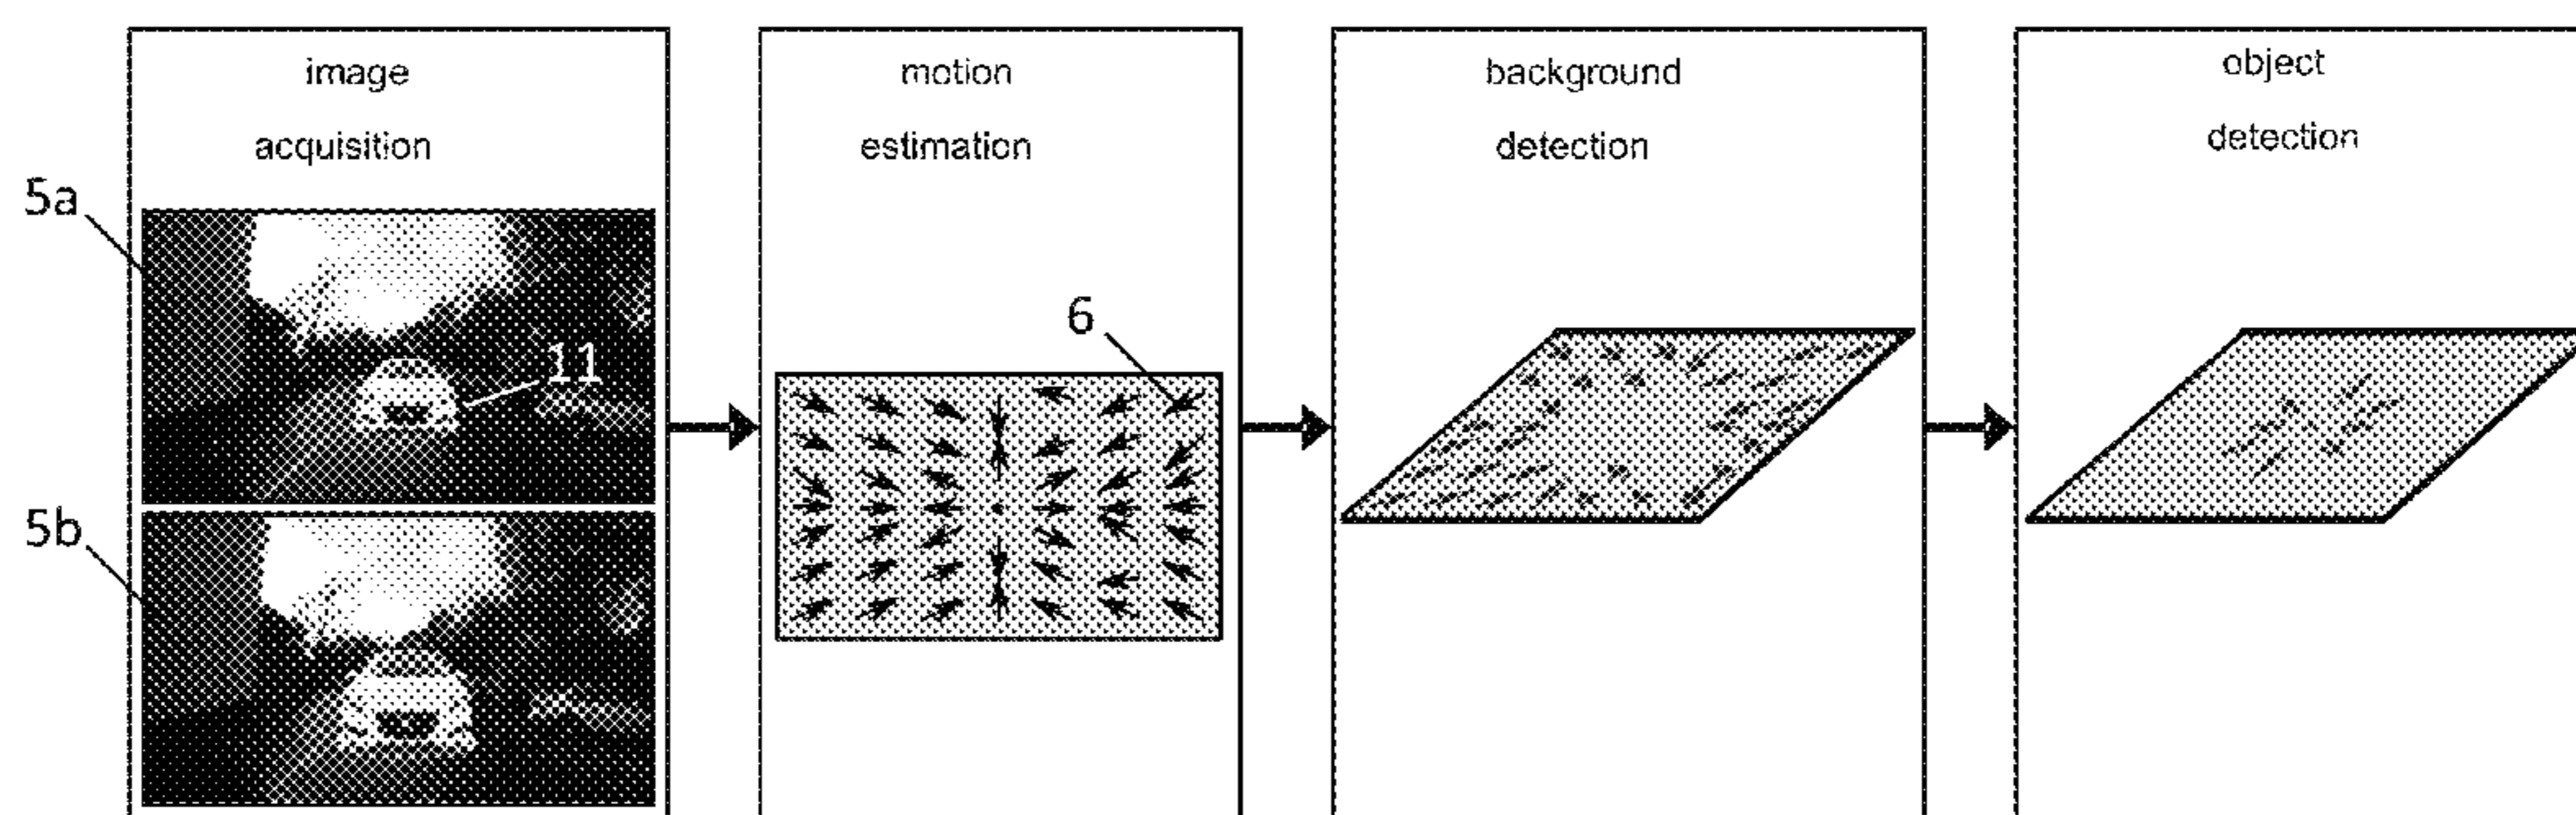 image
acquisition
5a
11
5b
motion
estimation
6
background
detection
object
detection